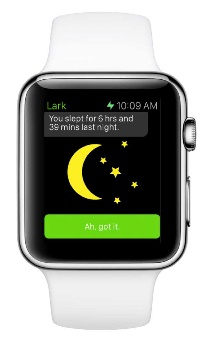 Lark 10:09 AM
You slept for 6 hrs and
39 mins last night.
Ah, got it.